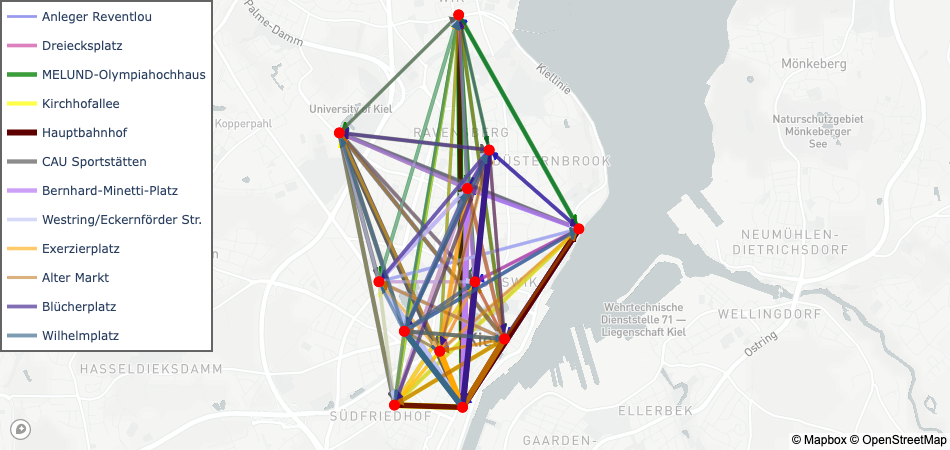 Anleger Reventlou
Dreiecksplatz
MELUND-Olympiahochhaus
Kirchhofallee
Hauptbahnhof
CAU Sportstätten
Bernhard-Minetti-Platz
Westring/Eckernförder Str.
Exerzierplatz
Alter Markt
Blücherplatz
Wilhelmplatz
Palme-Damm
Kiellinie
Mönkeberg
University of Kiel
Kopperpahl
RAVENSBERG
DÜSTERNBROOK
Naturschutzgebiet
Mönkeberger
See
NEUMÜHLEN-
DIETRICHSDORF
Wehrtechnische
Dienststelle 71 —
Liegenschaft Kiel
WELLINGDORF
Ostring
HASSELDIEKSDAMM
SÜDFRIEDHOF
ELLERBEK
GAARDEN-
© Mapbox © OpenStreetMap